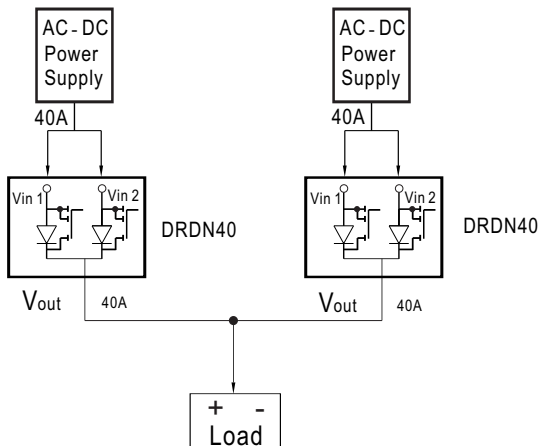 AC - DC
Power
Supply
AC - DC
Power
Supply
40A
40A
Vin 1
Vin 2
DRDN40
Vin 1
Vin 2
DRDN40
Vout
40A
Vout
40A
+ -
Load